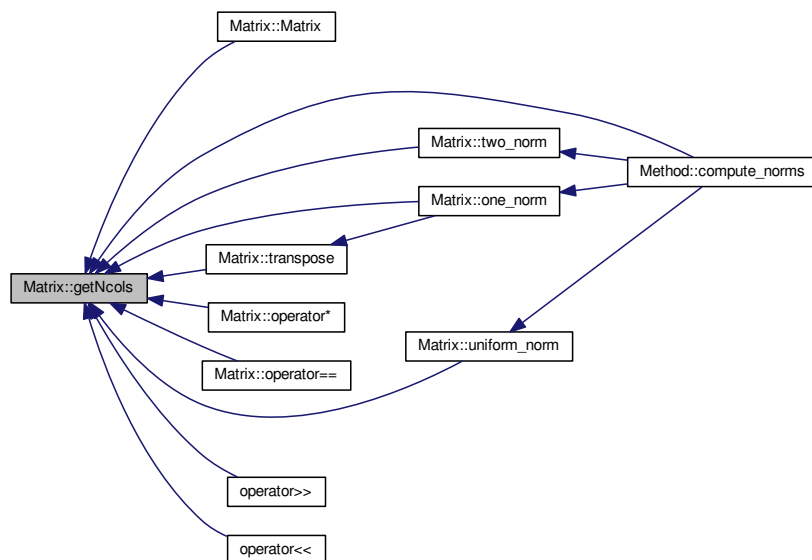 Matrix::Matrix
Matrix::two_norm
Method::compute_norms
Matrix::one_norm
Matrix::transpose
Matrix::getNcols
Matrix::operator*
Matrix::uniform_norm
Matrix::operator==
operator>>
operator<<